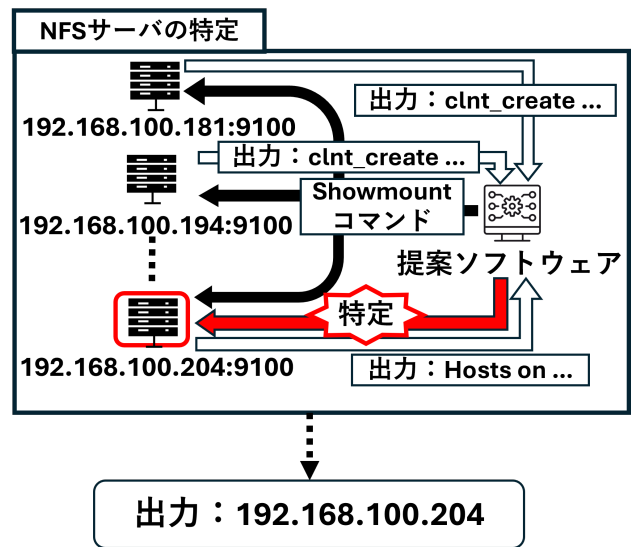 NFSサーバの特定
出力：clnt_create ...
192.168.100.181:9100
出力：clnt_create ...
Showmount
コマンド
192.168.100.194:9100
提案ソフトウェア
特定
192.168.100.204:9100
出力：Hosts on ...
出力：192.168.100.204